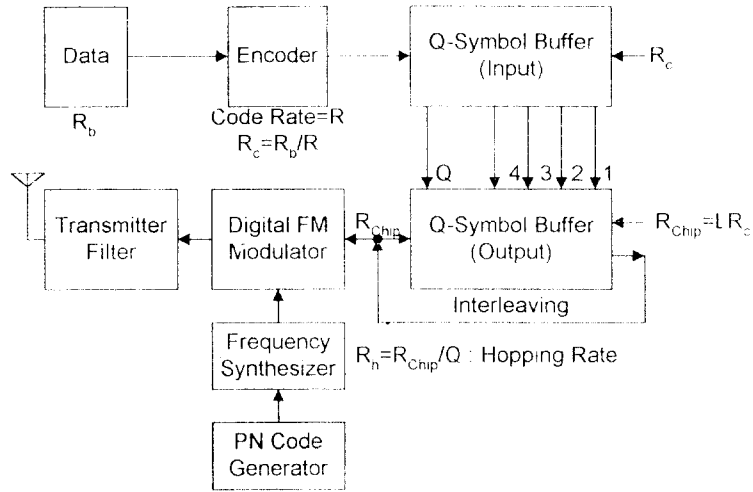 Data
Encoder
Q-Symbol Buffer
(Input)
R_c
R_b
Code Rate=R
R_c=R_b/R
Q 4 3 2 1
Transmitter
Filter
Digital FM
Modulator
R_Chip
Q-Symbol Buffer
(Output)
R_Chip=LR_c
Interleaving
Frequency
Synthesizer
R_h=R_Chip/Q : Hopping Rate
PN Code
Generator